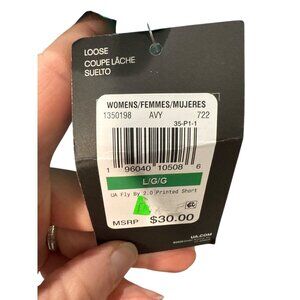 LOOSE
COUPE LÂCHE
SUELTO
WOMENS/FEMMES/MUJERES
1350198 AVY 722
35-P1-1
1 96040 10508 6
L/G/G
UA Fly By 2.0 Printed Short
MSRP $30.00
UA.COM